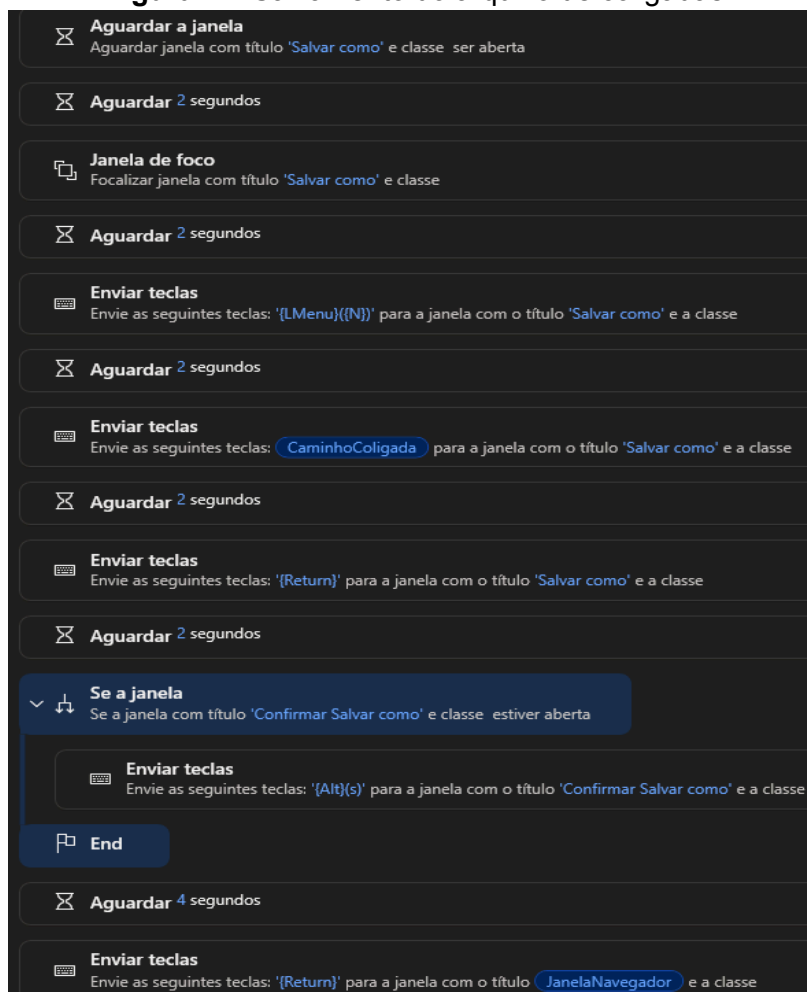 Aguardar a janela
Aguardar janela com título 'Salvar como' e classe ser aberta
Aguardar 2 segundos
Janela de foco
Focalizar janela com título 'Salvar como' e classe
Aguardar 2 segundos
Enviar teclas
Envie as seguintes teclas: '{LMenu}({N})' para a janela com o título 'Salvar como' e a classe
Aguardar 2 segundos
Enviar teclas
Envie as seguintes teclas: CaminhoColigada para a janela com o título 'Salvar como' e a classe
Aguardar 2 segundos
Enviar teclas
Envie as seguintes teclas: '{Return}' para a janela com o título 'Salvar como' e a classe
Aguardar 2 segundos
Se a janela
Se a janela com título 'Confirmar Salvar como' e classe estiver aberta
Enviar teclas
Envie as seguintes teclas: '{Alt}(s)' para a janela com o título 'Confirmar Salvar como' e a classe
End
Aguardar 4 segundos
Enviar teclas
Envie as seguintes teclas: '{Return}' para a janela com o título JanelaNavegador e a classe